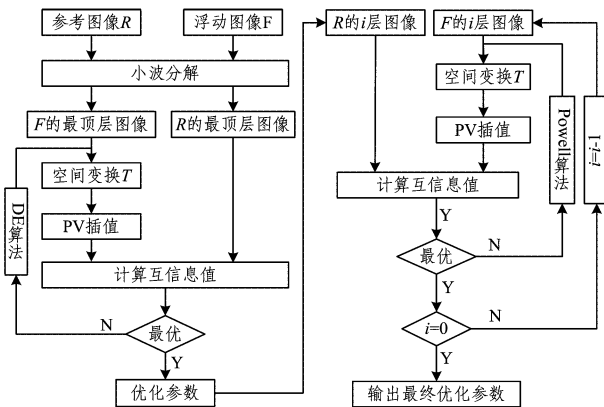 参考图像R
浮动图像F
小波分解
F的最顶层图像
R的最顶层图像
空间变换T
DE算法
PV插值
计算互信息值
N
最优
Y
优化参数
R的i层图像
F的i层图像
空间变换T
Powell算法
i=i-1
PV插值
计算互信息值
Y
最优
N
Y
i=0
N
Y
输出最终优化参数